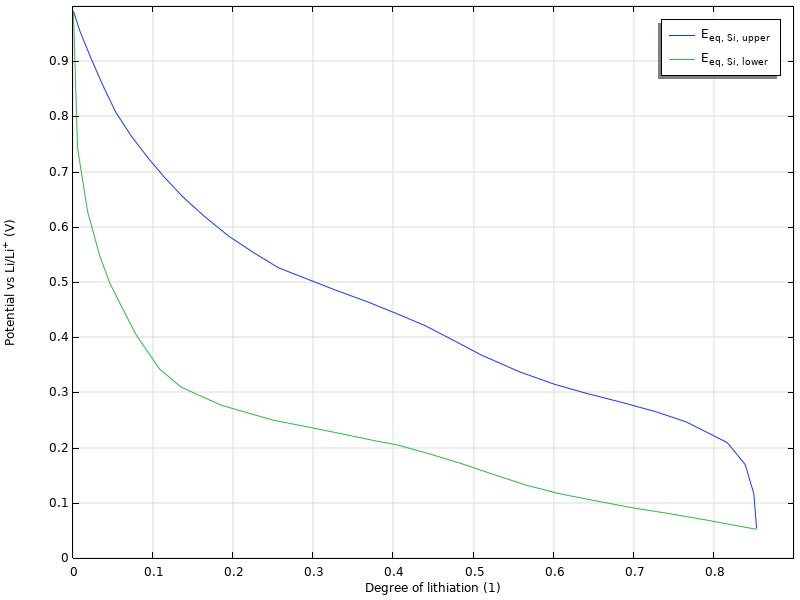 E eq, Si, upper
E eq, Si, lower
Potential vs Li/Li⁺ (V)
0.9
0.8
0.7
0.6
0.5
0.4
0.3
0.2
0.1
0
0 0.1 0.2 0.3 0.4 0.5 0.6 0.7 0.8
Degree of lithiation (1)